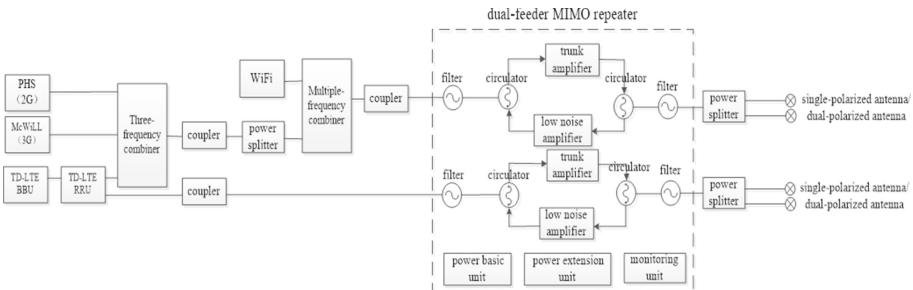 dual-feeder MIMO repeater
PHS
(2G)
McWiLL
(3G)
TD-LTE
BBU
TD-LTE
RRU
Three-
frequency
combiner
coupler
power
splitter
WiFi
Multiple-
frequency
combiner
coupler
coupler
filter
circulator
trunk
amplifier
circulator
filter
low noise
amplifier
power
splitter
single-polarized antenna/
dual-polarized antenna
filter
circulator
trunk
amplifier
circulator
filter
low noise
amplifier
power
splitter
single-polarized antenna/
dual-polarized antenna
power basic
unit
power extension
unit
monitoring
unit